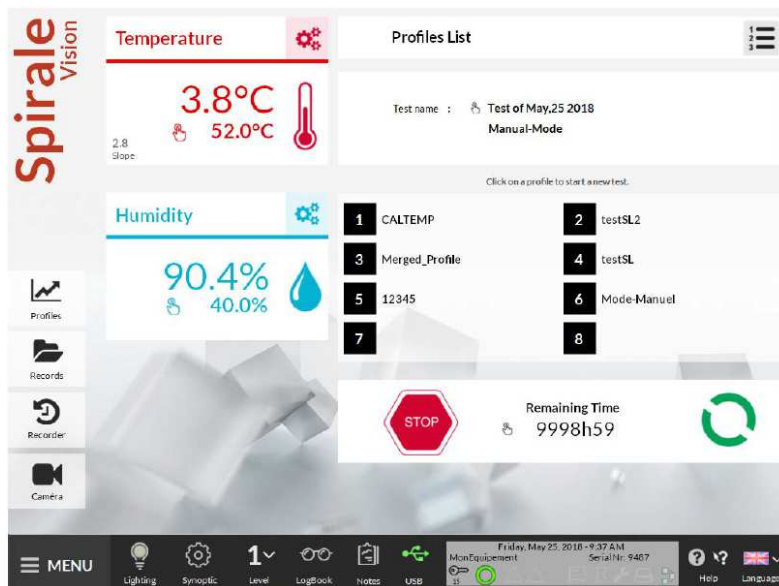 Spirale
Vision
Temperature
3.8°C
52.0°C
2.8
Slope
Humidity
90.4%
40.0%
Profiles
Records
Recorder
Caméra
Profiles List
1
2
3
Test name : Test of May,25 2018
Manual-Mode
Click on a profile to start a new test.
1 CALTEMP
2 testSL2
3 Merged_Profile
4 testSL
5 12345
6 Mode-Manuel
7
8
STOP
Remaining Time
9998h59
MENU
Lighting
Synoptic
1
Level
LogBook
Notes
USB
Friday, May 25, 2018 - 9:37 AM
MonEquipement Serial Nr: 9487
15
Help
Language